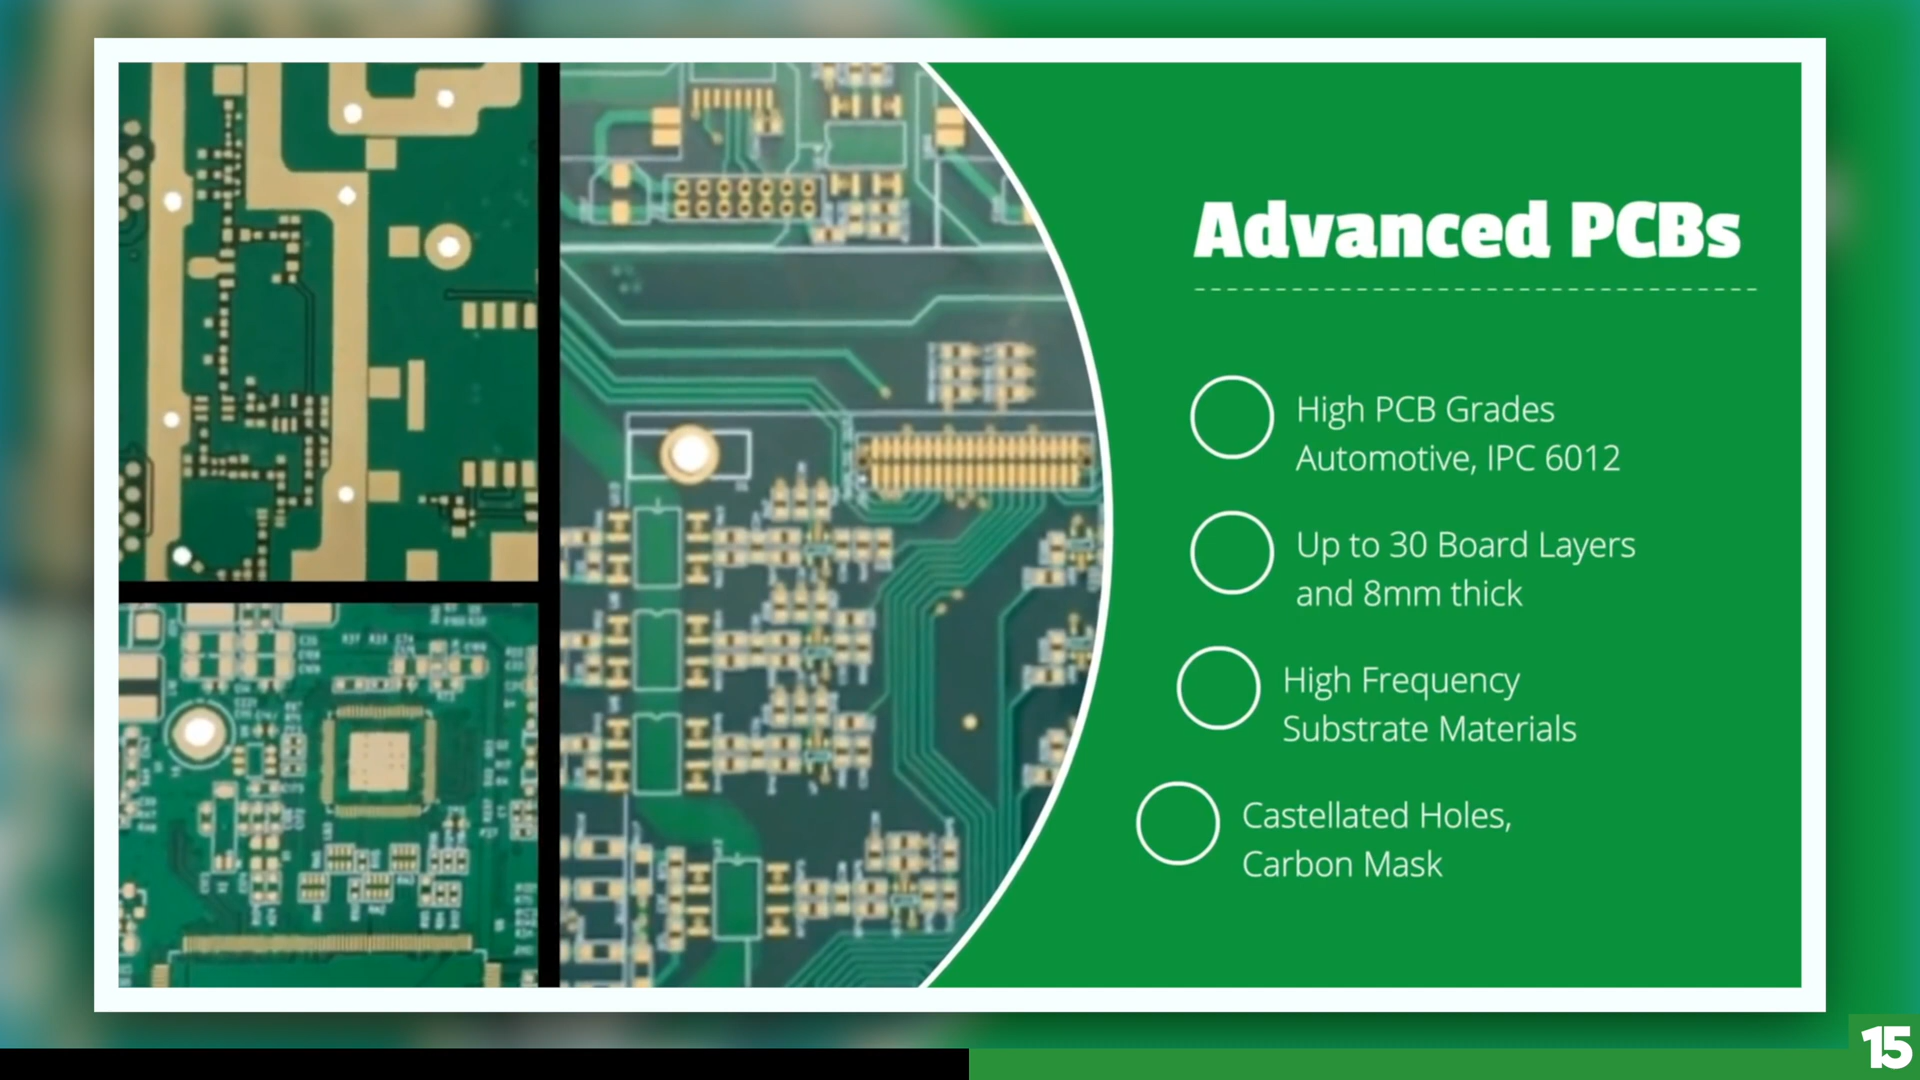 Advanced PCBs
High PCB Grades
Automotive, IPC 6012
Up to 30 Board Layers
and 8mm thick
High Frequency
Substrate Materials
Castellated Holes,
Carbon Mask
15